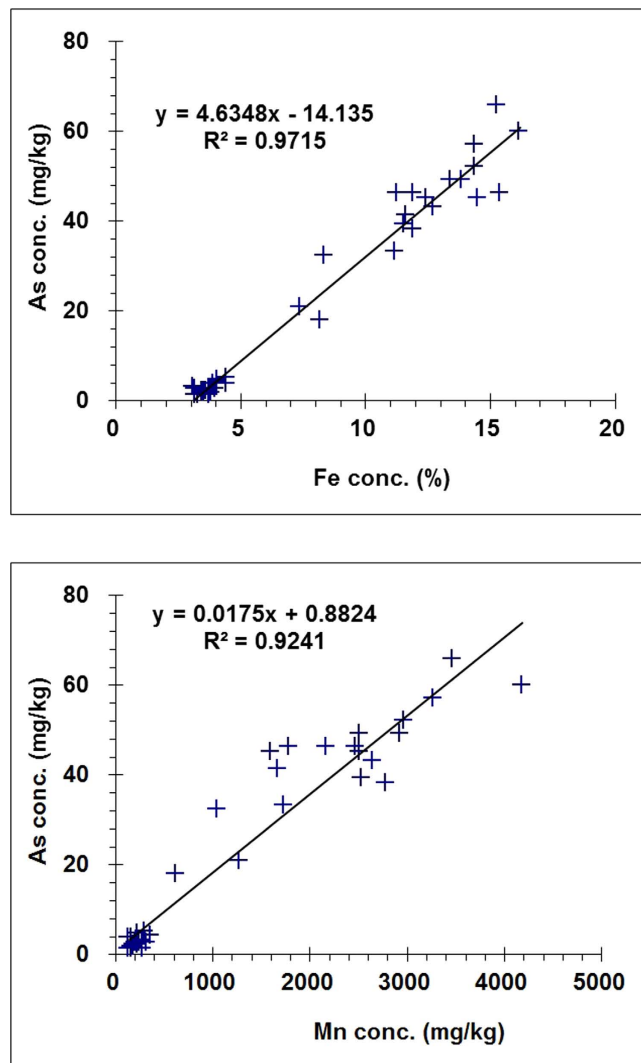 80
y = 4.6348x - 14.135
R² = 0.9715
60
40
20
0
As conc. (mg/kg)
0 5 10 15 20
Fe conc. (%)
80
y = 0.0175x + 0.8824
R² = 0.9241
60
40
20
0
As conc. (mg/kg)
0 1000 2000 3000 4000 5000
Mn conc. (mg/kg)